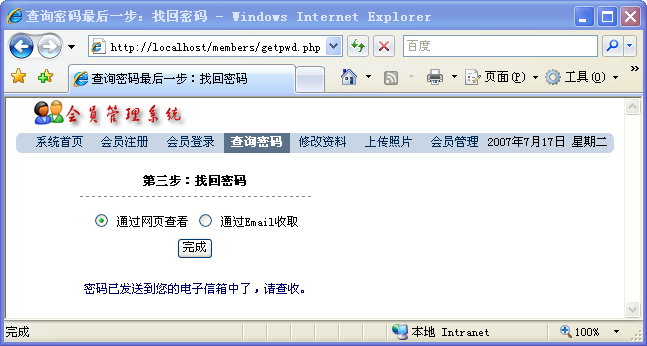 查询密码最后一步：找回密码 - Windows Internet Explorer
http://localhost/members/getpwd.php
百度
查询密码最后一步：找回密码
页面(P)
工具(O)
会员管理系统
系统首页 会员注册 会员登录 查询密码 修改资料 上传照片 会员管理 2007年7月17日 星期二
第三步：找回密码
通过网页查看 通过Email收取
完成
密码已发送到您的电子信箱中了，请查收。
完成 本地 Intranet 100%